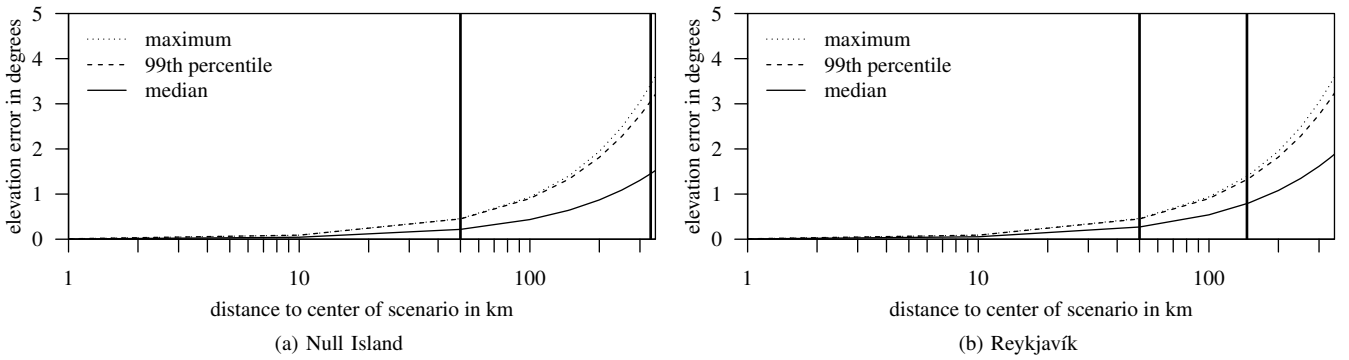 elevation error in degrees
5
4
3
2
1
0
maximum
99th percentile
median
1
10
100
distance to center of scenario in km
(a) Null Island
elevation error in degrees
5
4
3
2
1
0
maximum
99th percentile
median
1
10
100
distance to center of scenario in km
(b) Reykjavík